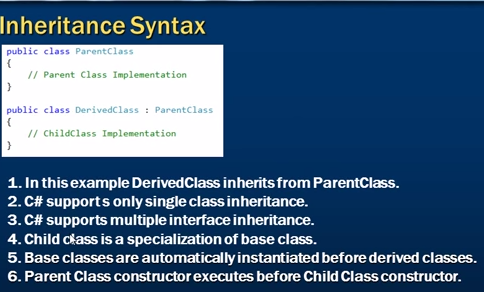 Inheritance Syntax
public class ParentClass
{
// Parent Class Implementation
}
public class DerivedClass : ParentClass
{
// ChildClass Implementation
}
1. In this example DerivedClass inherits from ParentClass.
2. C# supports only single class inheritance.
3. C# supports multiple interface inheritance.
4. Child class is a specialization of base class.
5. Base classes are automatically instantiated before derived classes.
6. Parent Class constructor executes before Child Class constructor.